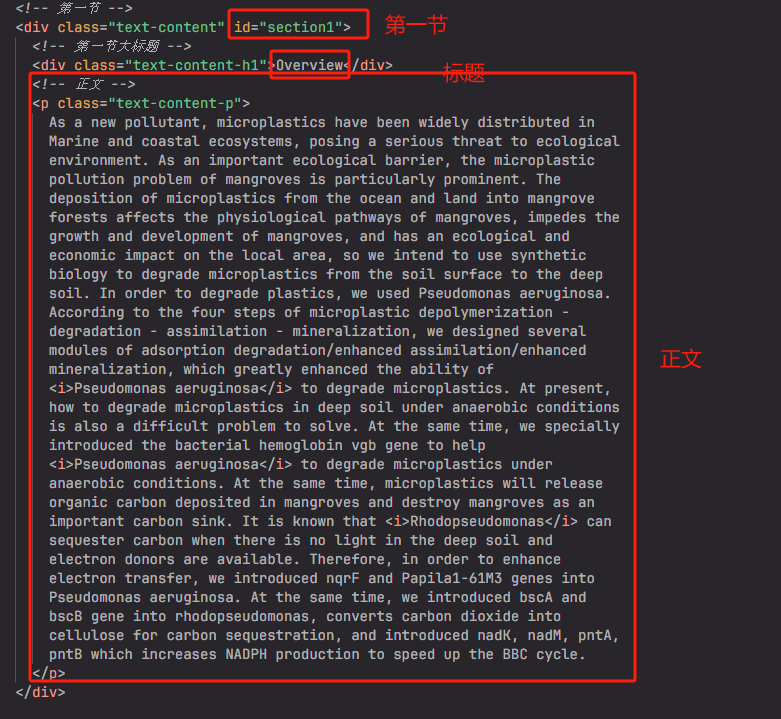 <!-- 第一节 -->
<div class="text-content" id="section1"> 第一节
<!-- 第一节大标题 -->
<div class="text-content-h1">Overview</div> 标题
<!-- 正文 -->
<p class="text-content-p">
As a new pollutant, microplastics have been widely distributed in
Marine and coastal ecosystems, posing a serious threat to ecological
environment. As an important ecological barrier, the microplastic
pollution problem of mangroves is particularly prominent. The
deposition of microplastics from the ocean and land into mangrove
forests affects the physiological pathways of mangroves, impedes the
growth and development of mangroves, and has an ecological and
economic impact on the local area, so we intend to use synthetic
biology to degrade microplastics from the soil surface to the deep
soil. In order to degrade plastics, we used Pseudomonas aeruginosa.
According to the four steps of microplastic depolymerization -
degradation - assimilation - mineralization, we designed several
modules of adsorption degradation/enhanced assimilation/enhanced
mineralization, which greatly enhanced the ability of
<i>Pseudomonas aeruginosa</i> to degrade microplastics. At present,
how to degrade microplastics in deep soil under anaerobic conditions
is also a difficult problem to solve. At the same time, we specially
introduced the bacterial hemoglobin vgb gene to help
<i>Pseudomonas aeruginosa</i> to degrade microplastics under
anaerobic conditions. At the same time, microplastics will release
organic carbon deposited in mangroves and destroy mangroves as an
important carbon sink. It is known that <i>Rhodopseudomonas</i> can
sequester carbon when there is no light in the deep soil and
electron donors are available. Therefore, in order to enhance
electron transfer, we introduced nqrF and Papila1-61M3 genes into
Pseudomonas aeruginosa. At the same time, we introduced bscA and
bscB gene into rhodopseudomonas, converts carbon dioxide into
cellulose for carbon sequestration, and introduced nadK, nadM, pntA,
pntB which increases NADPH production to speed up the BBC cycle.
</p>
</div>
正文